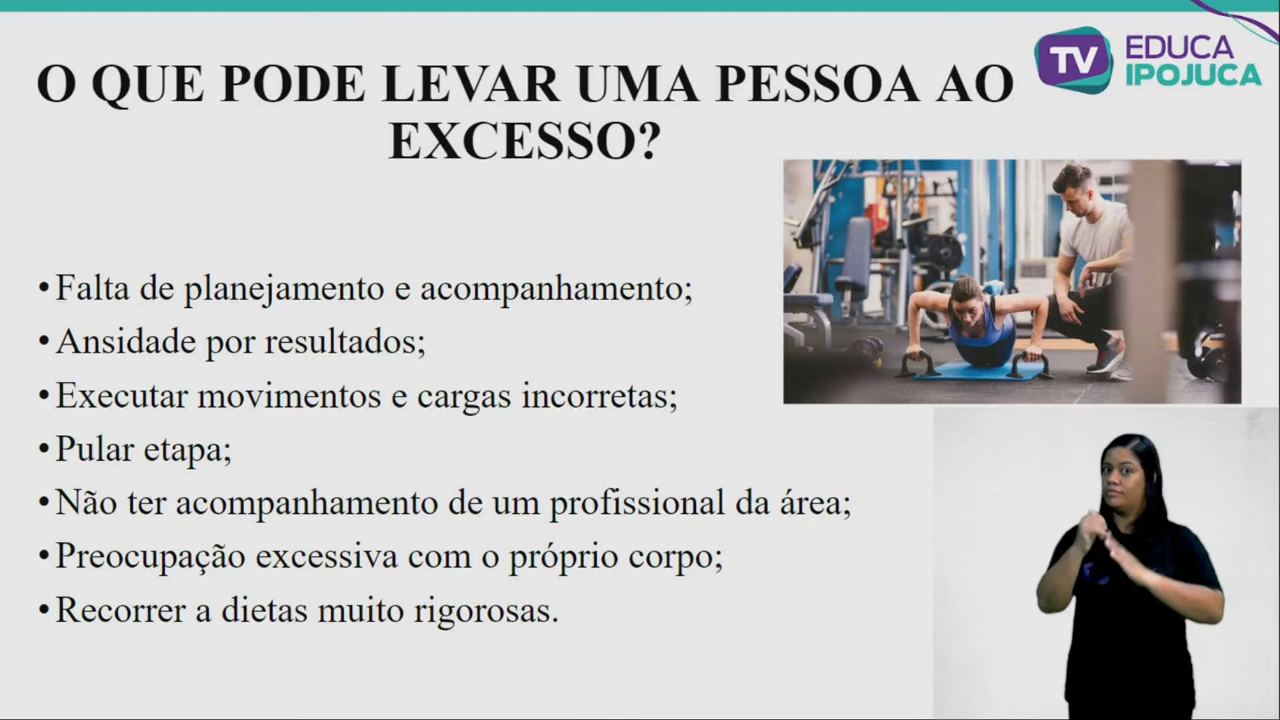 O QUE PODE LEVAR UMA PESSOA AO
EXCESSO?
TV EDUCA
IPOJUCA
•Falta de planejamento e acompanhamento;
•Ansidade por resultados;
•Executar movimentos e cargas incorretas;
•Pular etapa;
•Não ter acompanhamento de um profissional da área;
•Preocupação excessiva com o próprio corpo;
•Recorrer a dietas muito rigorosas.